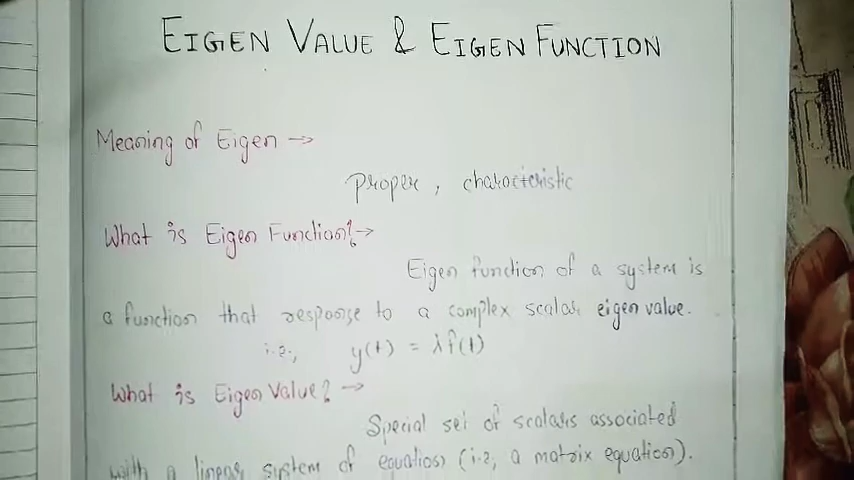 EIGEN VALUE & EIGEN FUNCTION
Meaning of Eigen →
Proper, characteristic
What is Eigen Function? →
Eigen function of a system is
a function that response to a complex scalar eigen value.
i.e., y(t) = λf(t)
What is Eigen Value? →
Special set of scalars associated
with a linear system of equation (i.e, a matrix equation).